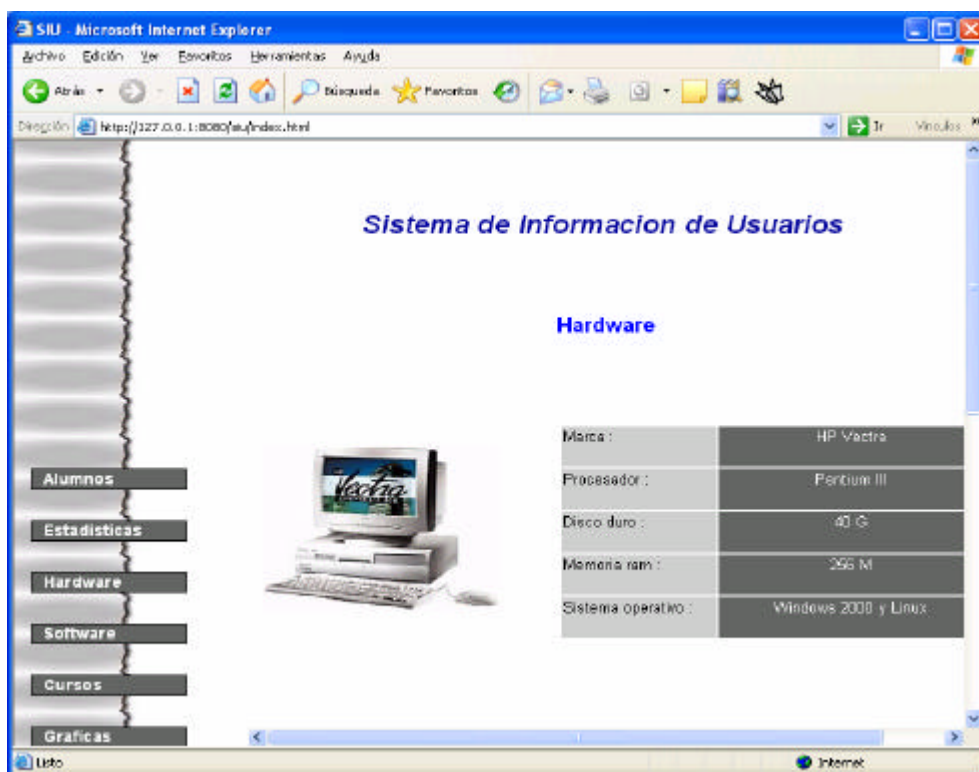 SIU - Microsoft Internet Explorer
Archivo Edición Ver Favoritos Herramientas Ayuda
Atrás Búsqueda Favoritos
Dirección http://127.0.0.1:8080/siu/index.html Ir Vínculos
Sistema de Informacion de Usuarios
Hardware
Vectra
Marca : HP Vectra
Procesador : Pentium III
Disco duro : 40 G
Memoria ram : 256 M
Sistema operativo : Windows 2000 y Linux
Alumnos
Estadisticas
Hardware
Software
Cursos
Graficas
Listo Internet